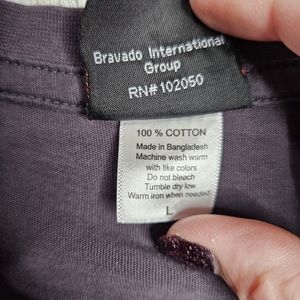 Bravado International
Group
RN# 102050
100 % COTTON
Made in Bangladesh
Machine wash warm
with like colors
Do not bleach
Tumble dry low
Warm iron when needed
L